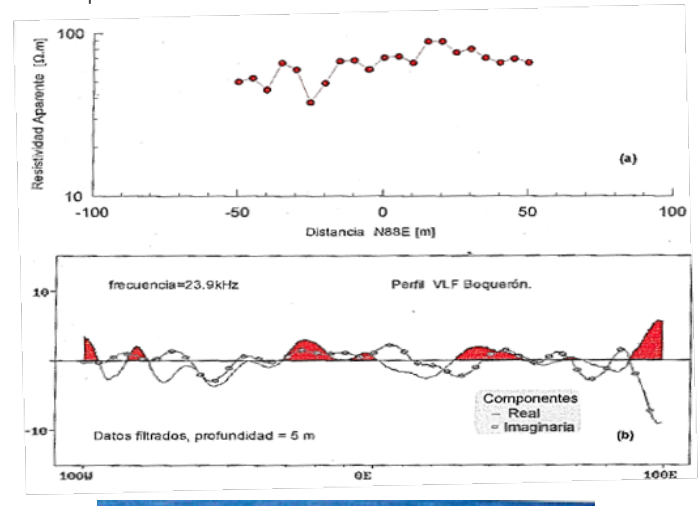 100
10
Resistividad Aparente [Ω.m]
(a)
-100
-50
0
50
100
Distancia N88E [m]
frecuencia=23.9kHz
Perfil VLF Boquerón.
10
-10
Componentes
Real
Imaginaria
Datos filtrados, profundidad = 5 m
(b)
100W
0E
100E